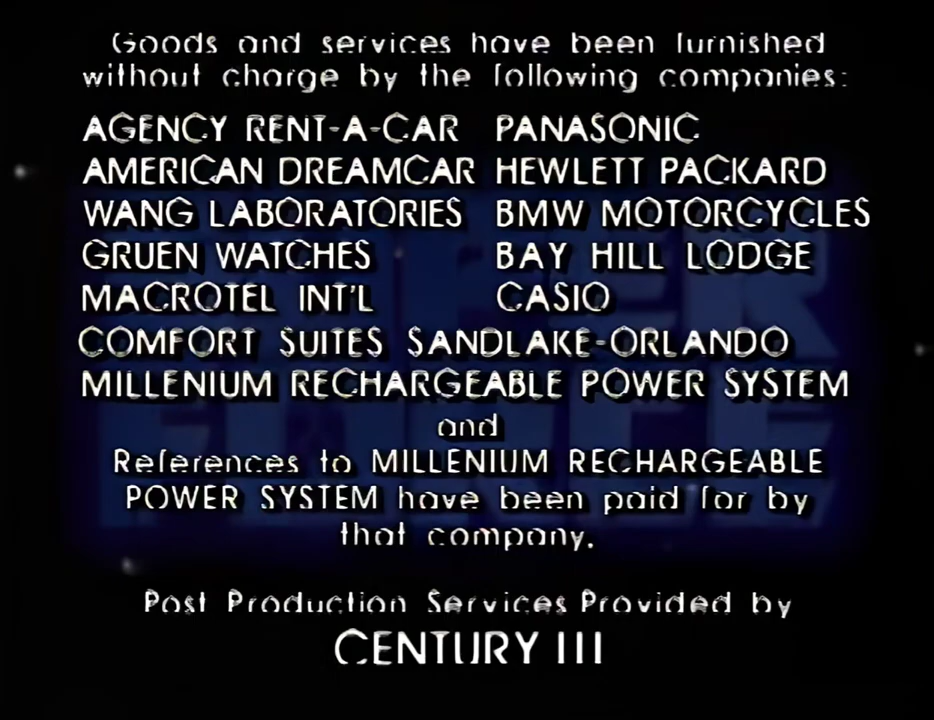 Goods and services have been furnished
without charge by the following companies:
AGENCY RENT-A-CAR PANASONIC
AMERICAN DREAMCAR HEWLETT PACKARD
WANG LABORATORIES BMW MOTORCYCLES
GRUEN WATCHES BAY HILL LODGE
MACROTEL INT'L CASIO
COMFORT SUITES SANDLAKE-ORLANDO
MILLENIUM RECHARGEABLE POWER SYSTEM
and
References to MILLENIUM RECHARGEABLE
POWER SYSTEM have been paid for by
that company.
Post Production Services Provided by
CENTURY III